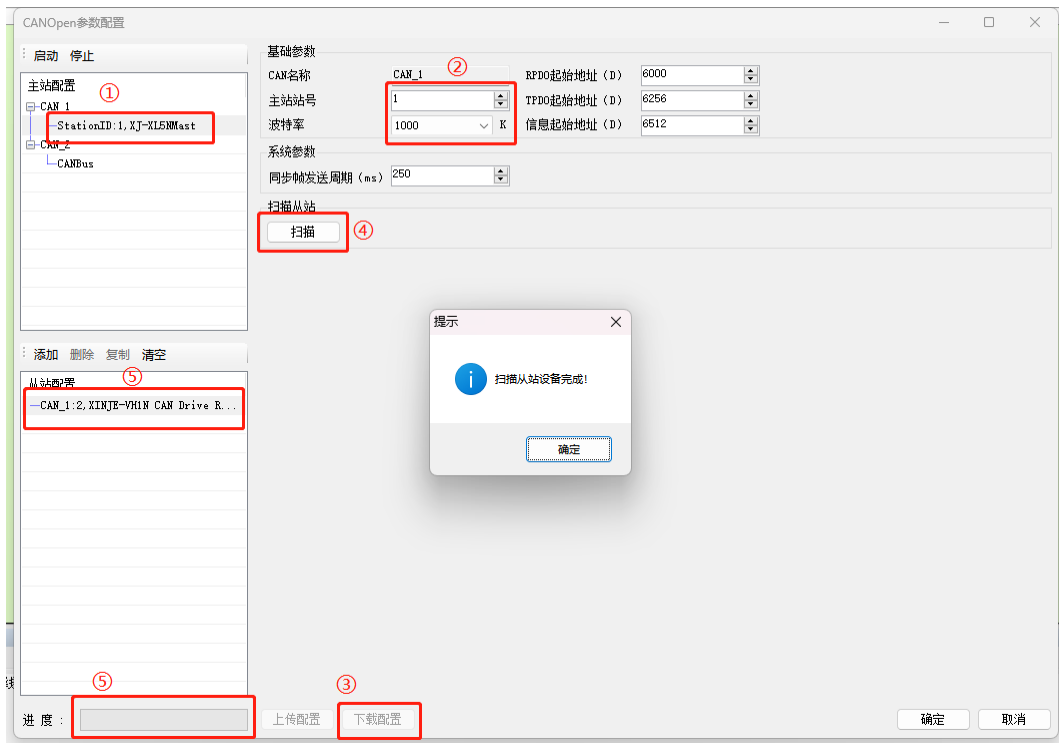 CANOpen参数配置
启动 停止
主站配置
①
CAN_1
StationID:1,XJ-XL5NMast
CAN_2
CANBus
基础参数
②
CAN名称 CAN_1 RPDO起始地址（D） 6000
主站站号 1 TPDO起始地址（D） 6256
波特率 1000 K 信息起始地址（D） 6512
系统参数
同步帧发送周期（ms） 250
扫描从站
扫描 ④
提示
扫描从站设备完成!
确定
添加 删除 复制 清空
⑤
从站配置
CAN_1:2,XINJE-VH1N CAN Drive R...
⑤
③
进 度 : 上传配置 下载配置 确定 取消